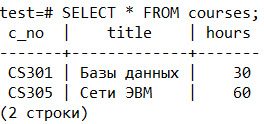 test=# SELECT * FROM courses;
c_no | title | hours
-------+-------------+-------
CS301 | Базы данных | 30
CS305 | Сети ЭВМ | 60
(2 строки)